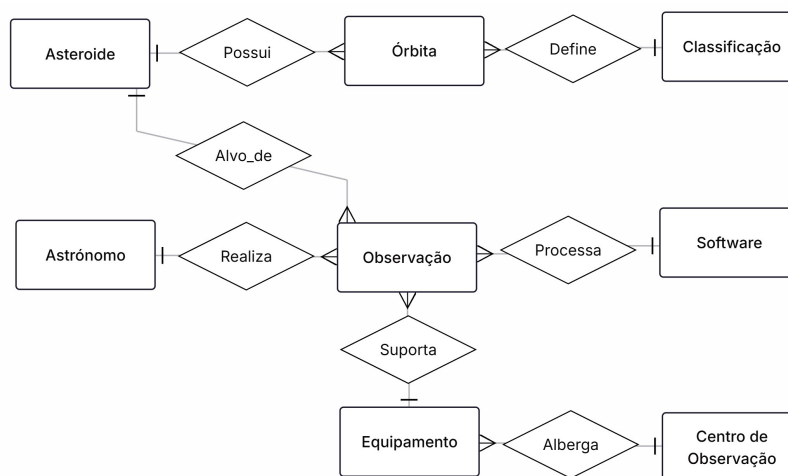 Asteroide
Possui
Órbita
Define
Classificação
Alvo_de
Astrónomo
Realiza
Observação
Processa
Software
Suporta
Equipamento
Alberga
Centro de
Observação